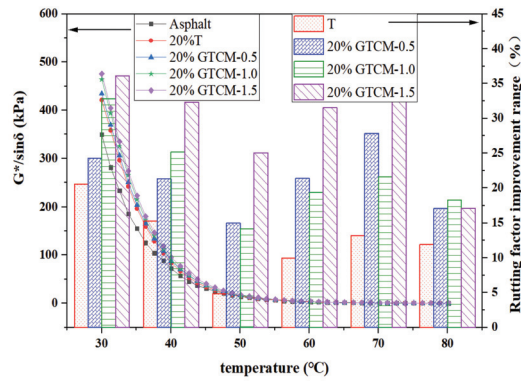 G*/sinδ (kPa)
600
500
400
300
200
100
0
-100
Asphalt
20%T
20% GTCM-0.5
20% GTCM-1.0
20% GTCM-1.5
T
20% GTCM-0.5
20% GTCM-1.0
20% GTCM-1.5
45
40
35
30
25
20
15
10
5
0
Rutting factor improvement range (%)
30
40
50
60
70
80
temperature (℃)